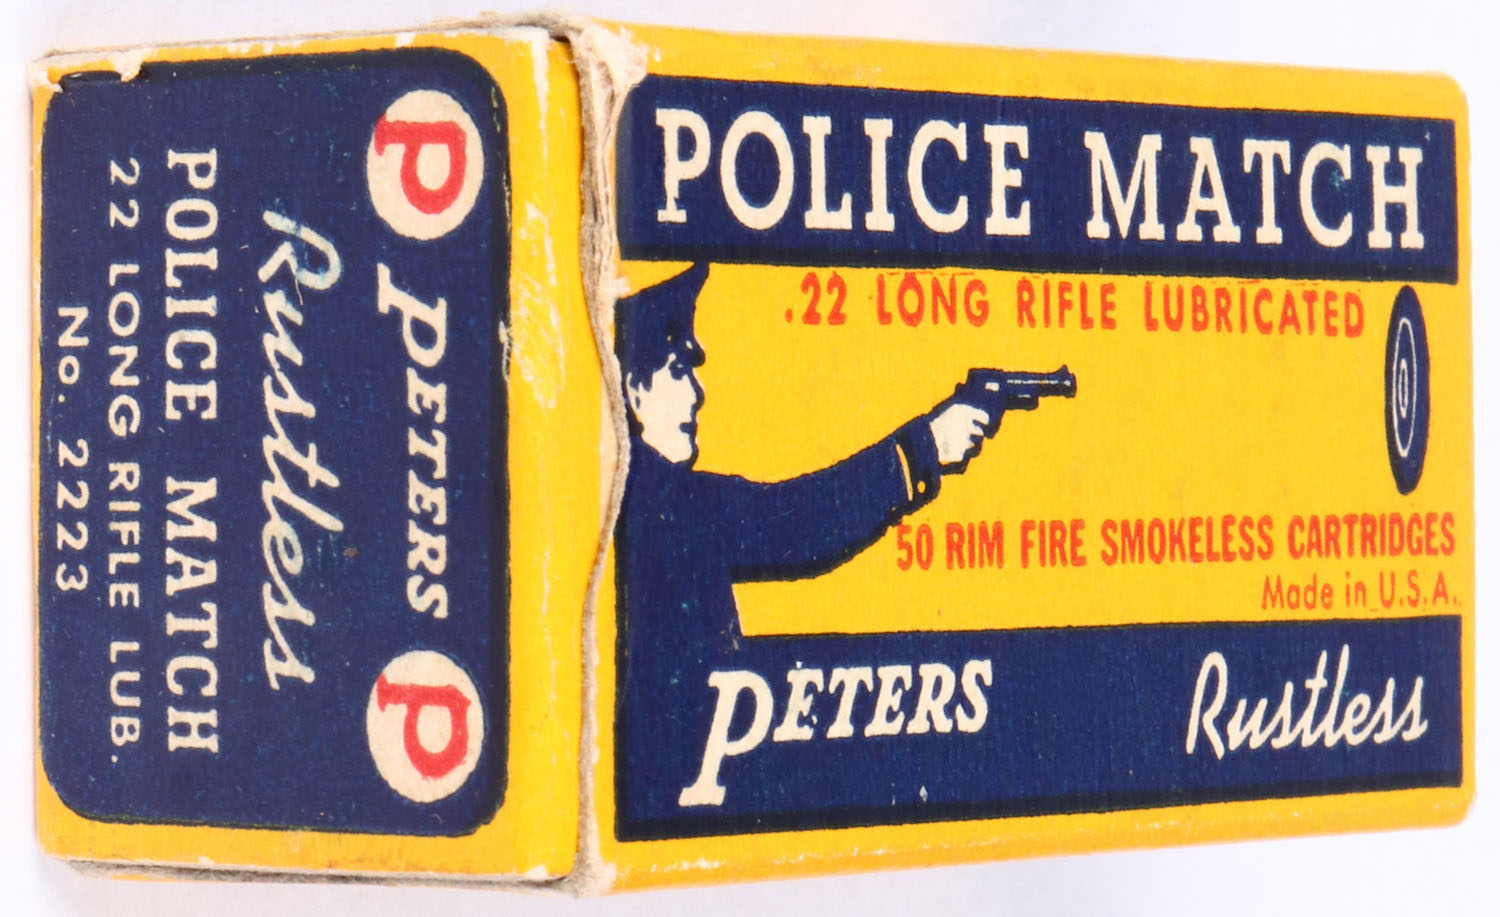 POLICE MATCH
.22 LONG RIFLE LUBRICATED
50 RIM FIRE SMOKELESS CARTRIDGES
Made in U.S.A.
PETERS Rustless
P PETERS P
Rustless
POLICE MATCH
22 LONG RIFLE LUB.
No. 2223